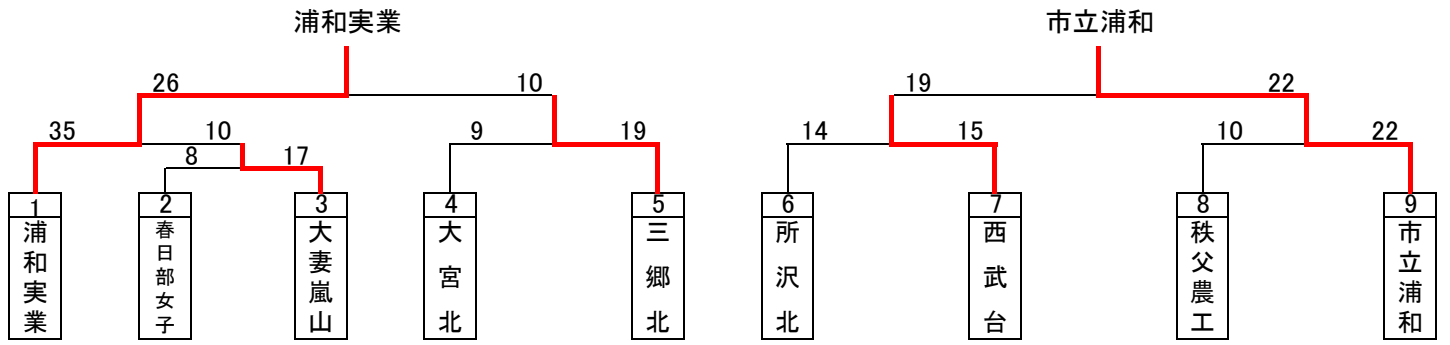 浦和実業
市立浦和
26
10
19
22
35
10
9
19
14
15
10
22
8
17
1
2
3
4
5
6
7
8
9
浦和実業
春日部女子
大妻嵐山
大宮北
三郷北
所沢北
西武台
秩父農工
市立浦和